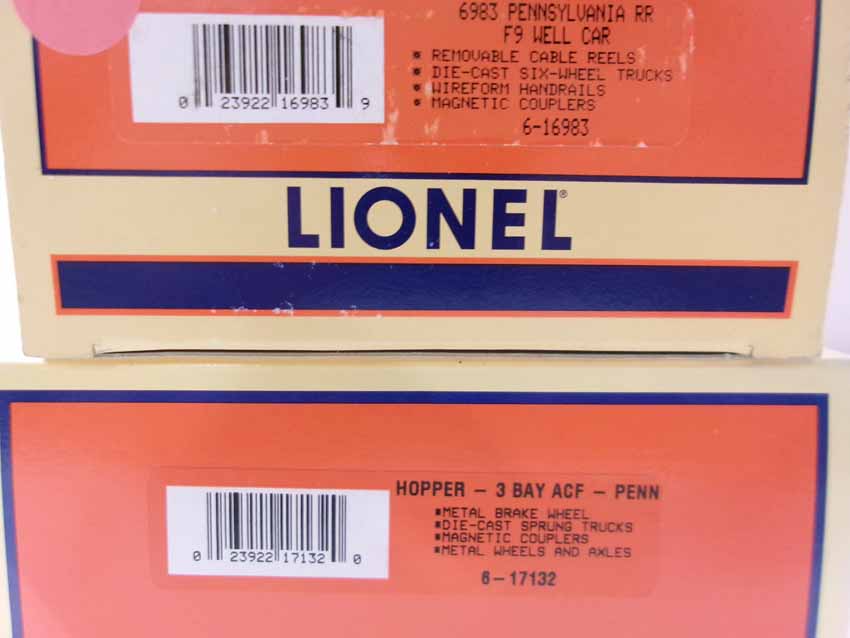 6983 PENNSYLVANIA RR
F9 WELL CAR
* REMOVABLE CABLE REELS
* DIE-CAST SIX-WHEEL TRUCKS
* WIREFORM HANDRAILS
* MAGNETIC COUPLERS
0 23922 16983 9
6-16983
LIONEL®
HOPPER - 3 BAY ACF - PENN
*METAL BRAKE WHEEL
*DIE-CAST SPRUNG TRUCKS
*MAGNETIC COUPLERS
*METAL WHEELS AND AXLES
0 23922 17132 0
6-17132